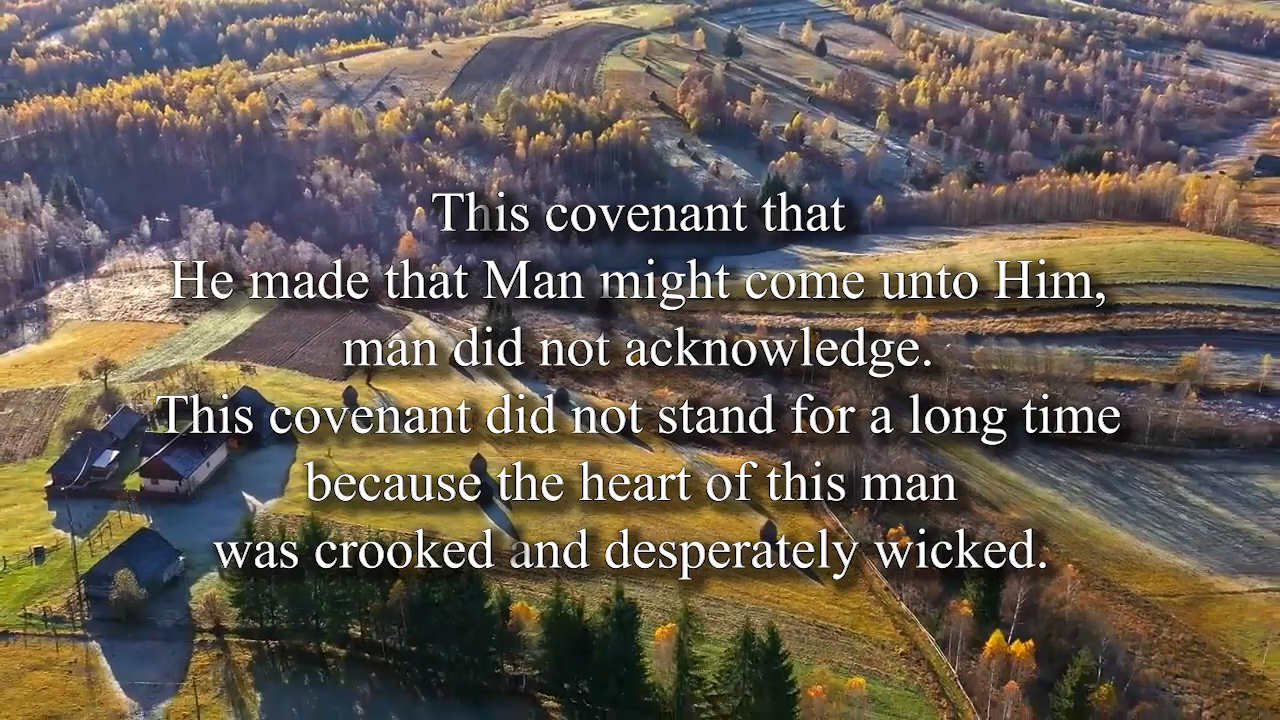 This covenant that
He made that Man might come unto Him,
man did not acknowledge.
This covenant did not stand for a long time
because the heart of this man
was crooked and desperately wicked.